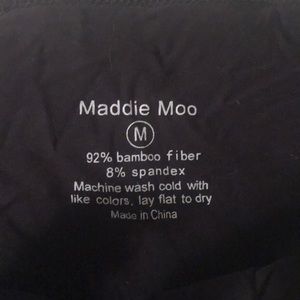 Maddie Moo
M
92% bamboo fiber
8% spandex
Machine wash cold with
like colors, lay flat to dry
Made in China